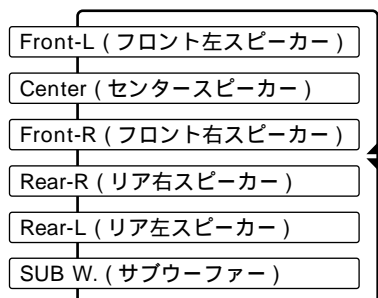 Front-L ( フロント左スピーカー )
Center ( センタースピーカー )
Front-R ( フロント右スピーカー )
Rear-R ( リア右スピーカー )
Rear-L ( リア左スピーカー )
SUB W. ( サブウーファー )